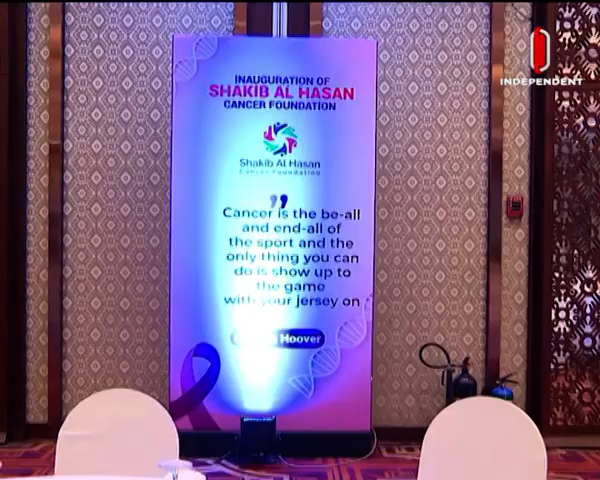 INDEPENDENT
INAUGURATION OF
SHAKIB AL HASAN
CANCER FOUNDATION
Shakib Al Hasan
Cancer Foundation
"
Cancer is the be-all
and end-all of
the sport and the
only thing you can
do is show up to
the game
with your jersey on
Hoover